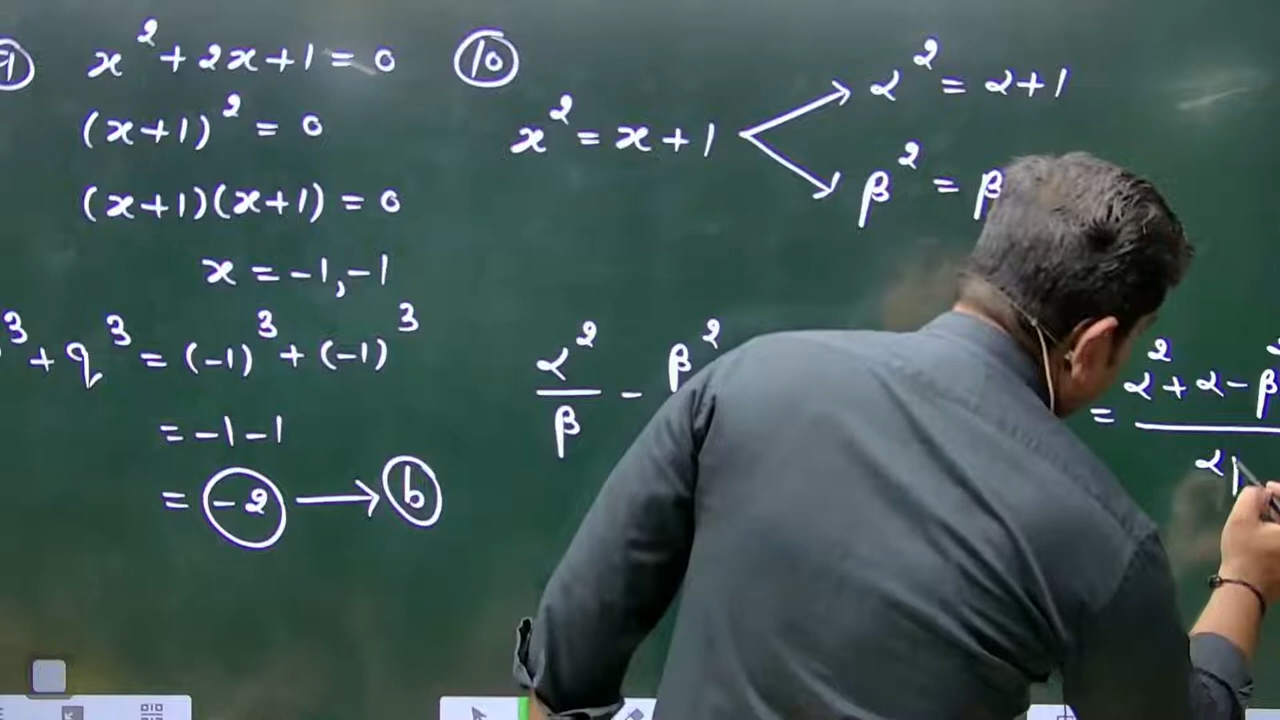 x² + 2x + 1 = 0
(x+1)² = 0
(x+1)(x+1) = 0
x = -1, -1
³ + q³ = (-1)³ + (-1)³
= -1 - 1
= -2 → b
10
x² = x + 1
α² = α + 1
β² = β
α²/β - β²
= α² + α - β
α